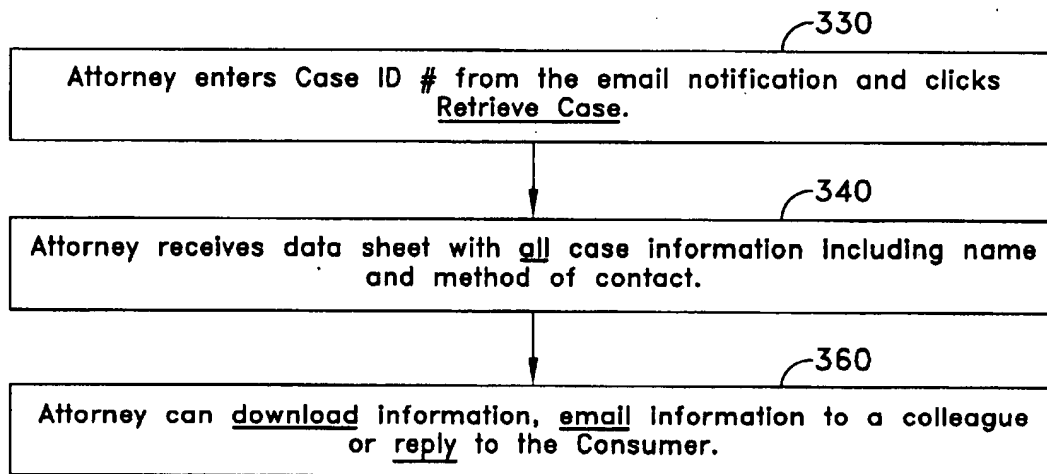 330
Attorney enters Case ID # from the email notification and clicks
Retrieve Case.
340
Attorney receives data sheet with all case information including name
and method of contact.
360
Attorney can download information, email information to a colleague
or reply to the Consumer.